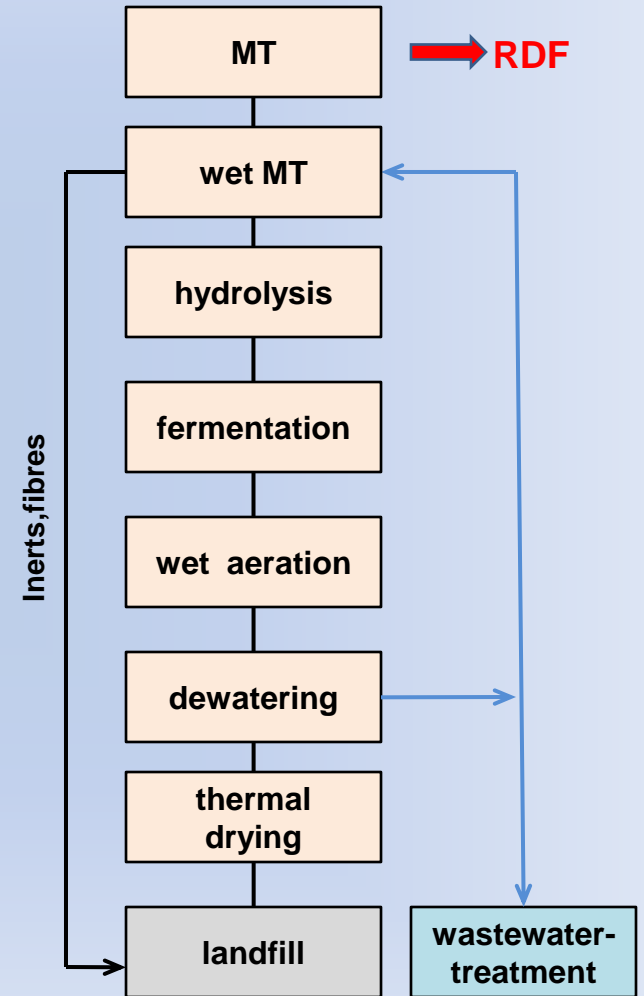 MT
RDF
wet MT
hydrolysis
fermentation
Inerts,fibres
wet aeration
dewatering
thermal
drying
landfill
wastewater-
treatment